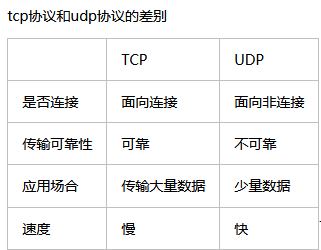 tcp协议和udp协议的差别
TCP UDP
是否连接 面向连接 面向非连接
传输可靠性 可靠 不可靠
应用场合 传输大量数据 少量数据
速度 慢 快